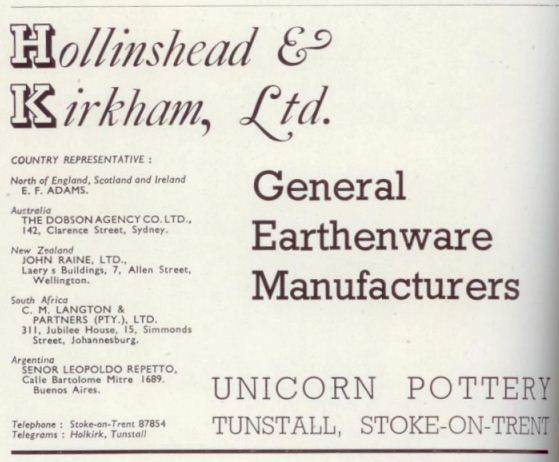 Hollinshead &
Kirkham, Ltd.
COUNTRY REPRESENTATIVE :
North of England, Scotland and Ireland
E. F. ADAMS.
Australia
THE DOBSON AGENCY CO. LTD.,
142, Clarence Street, Sydney.
New Zealand
JOHN RAINE, LTD.,
Laery s Buildings, 7, Allen Street,
Wellington.
South Africa
C. M. LANGTON &
PARTNERS (PTY.), LTD.
311, Jubilee House, 15, Simmonds
Street, Johannesburg.
Argentina
SENOR LEOPOLDO REPETTO,
Calle Bartolome Mitre 1689.
Buenos Aires.
Telephone : Stoke-on-Trent 87854
Telegrams : Holkirk, Tunstall
General
Earthenware
Manufacturers
UNICORN POTTERY
TUNSTALL, STOKE-ON-TRENT